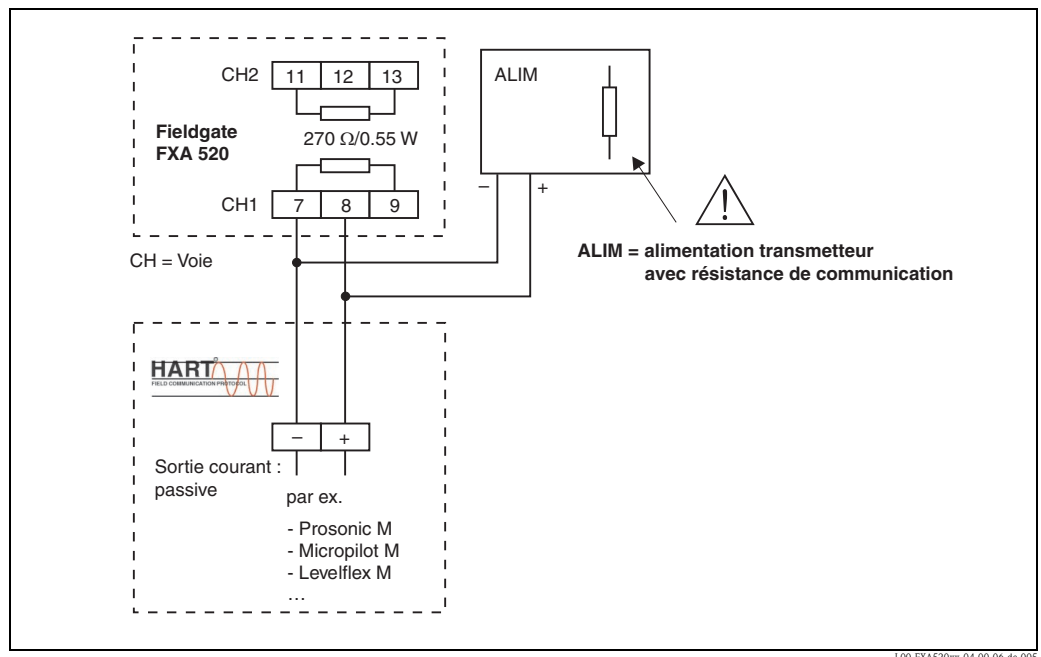 CH2 11 12 13
Fieldgate
FXA 520
270 Ω/0.55 W
CH1 7 8 9
CH = Voie
ALIM
– +
ALIM = alimentation transmetteur
avec résistance de communication
HART
FIELD COMMUNICATION PROTOCOL
– +
Sortie courant :
passive
par ex.
- Prosonic M
- Micropilot M
- Levelflex M
…